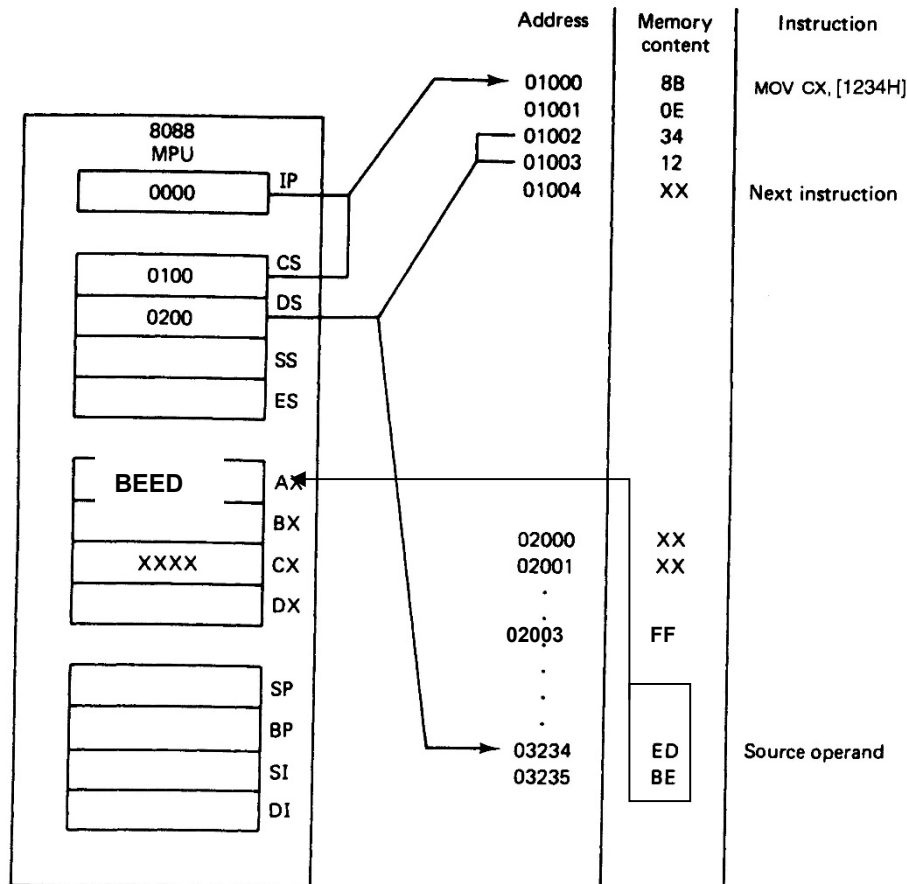 Address Memory content Instruction
01000 8B MOV CX, [1234H]
01001 0E
01002 34
01003 12
01004 XX Next instruction
8088
MPU
0000 IP
0100 CS
0200 DS
SS
ES
BEED AX
BX
XXXX CX
DX
SP
BP
SI
DI
02000 XX
02001 XX
02003 FF
03234 ED Source operand
03235 BE